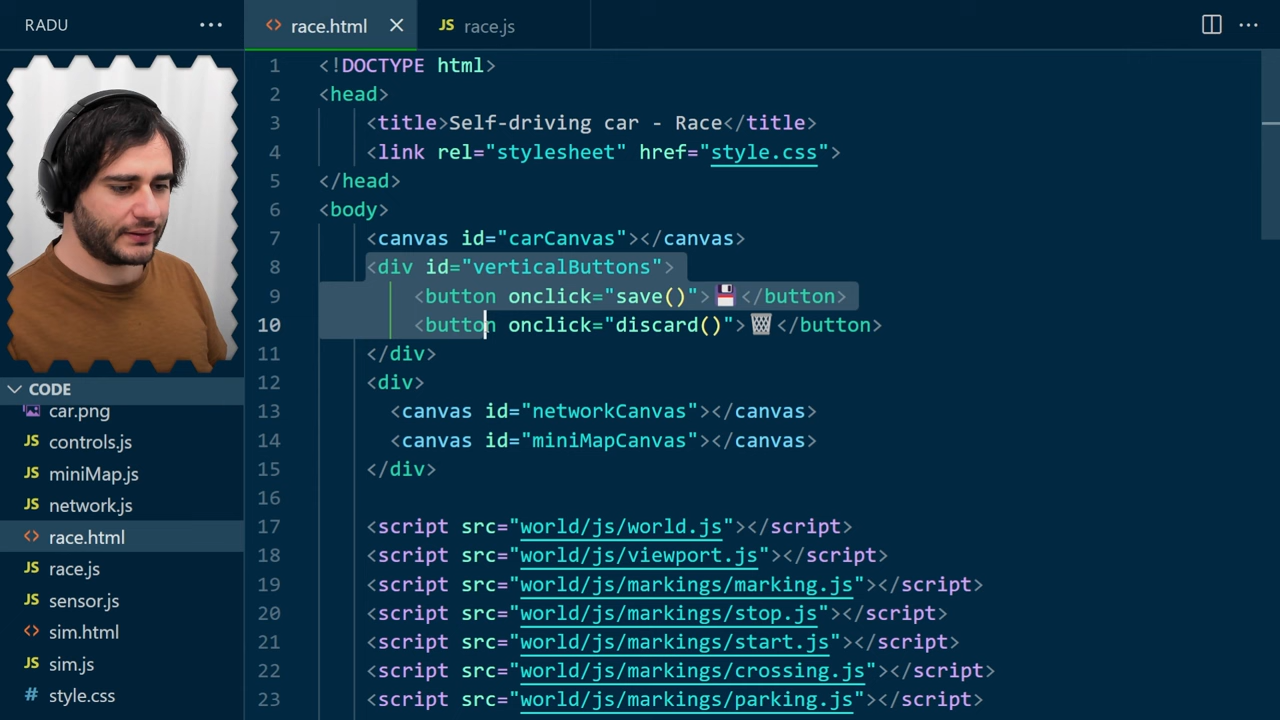 RADU
race.html
JS race.js
1 <!DOCTYPE html>
2 <head>
3 <title>Self-driving car - Race</title>
4 <link rel="stylesheet" href="style.css">
5 </head>
6 <body>
7 <canvas id="carCanvas"></canvas>
8 <div id="verticalButtons">
9 <button onclick="save()">💾</button>
10 <button onclick="discard()">🗑️</button>
11 </div>
12 <div>
13 <canvas id="networkCanvas"></canvas>
14 <canvas id="miniMapCanvas"></canvas>
15 </div>
16
17 <script src="world/js/world.js"></script>
18 <script src="world/js/viewport.js"></script>
19 <script src="world/js/markings/marking.js"></script>
20 <script src="world/js/markings/stop.js"></script>
21 <script src="world/js/markings/start.js"></script>
22 <script src="world/js/markings/crossing.js"></script>
23 <script src="world/js/markings/parking.js"></script>
CODE
car.png
JS controls.js
JS miniMap.js
JS network.js
race.html
JS race.js
JS sensor.js
sim.html
JS sim.js
# style.css